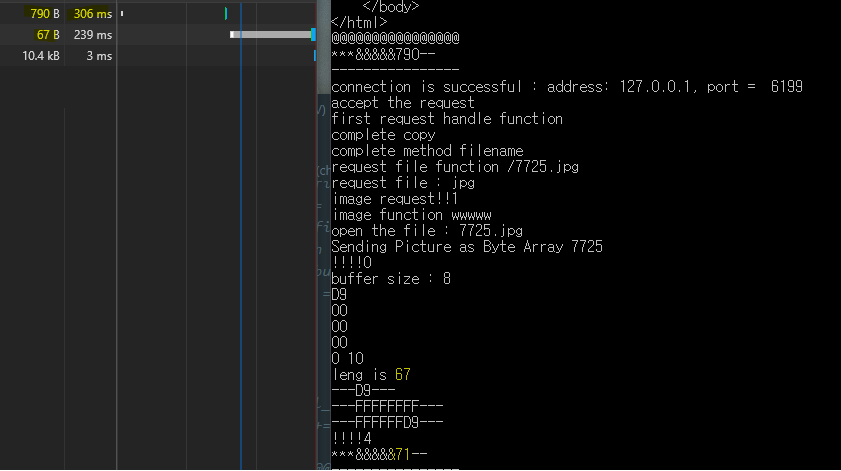 790 B 306 ms
67 B 239 ms
10.4 kB 3 ms
</body>
</html>
@@@@@@@@@@@@@@@@
***&&&&&790--
----------------
connection is successful : address: 127.0.0.1, port =  6199
accept the request
first request handle function
complete copy
complete method filename
request file function /7725.jpg
request file : jpg
image request!!1
image function wwwww
open the file : 7725.jpg
Sending Picture as Byte Array 7725
!!!!0
buffer size : 8
D9
00
00
00
0 10
leng is 67
---D9---
---FFFFFFFF---
---FFFFFFD9---
!!!!4
***&&&&&71--
----------------